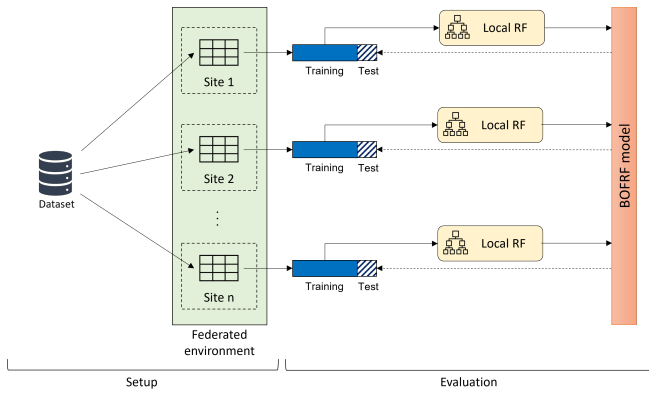 Local RF
Site 1
Training Test
Local RF
Site 2
Training Test
Dataset
BOFRF model
Local RF
Site n
Training Test
Federated
environment
Setup
Evaluation